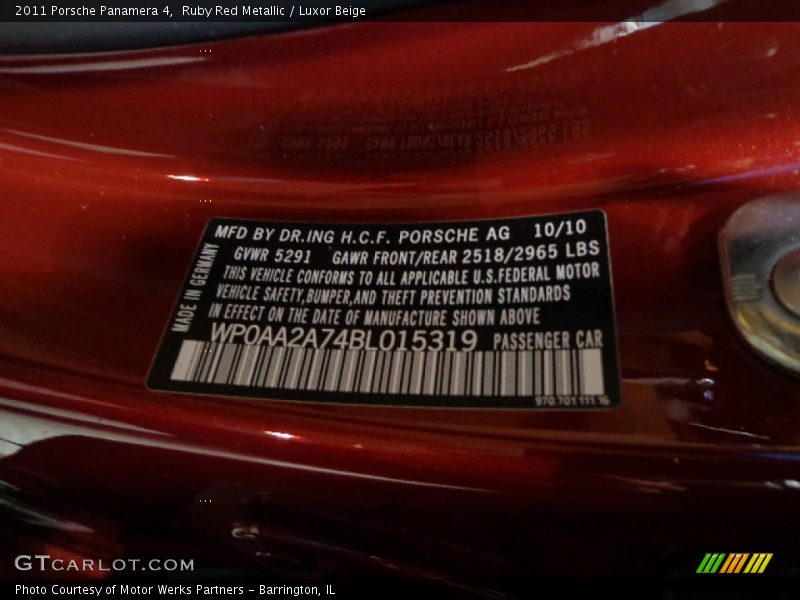 2011 Porsche Panamera 4,  Ruby Red Metallic / Luxor Beige
MFD BY DR.ING H.C.F. PORSCHE AG 10/10
GVWR 5291 GAWR FRONT/REAR 2518/2965 LBS
THIS VEHICLE CONFORMS TO ALL APPLICABLE U.S.FEDERAL MOTOR
VEHICLE SAFETY,BUMPER,AND THEFT PREVENTION STANDARDS
IN EFFECT ON THE DATE OF MANUFACTURE SHOWN ABOVE
WP0AA2A74BL015319 PASSENGER CAR
MADE IN GERMANY
970 701 111 16
GTCARLOT.COM
Photo Courtesy of Motor Werks Partners – Barrington, IL